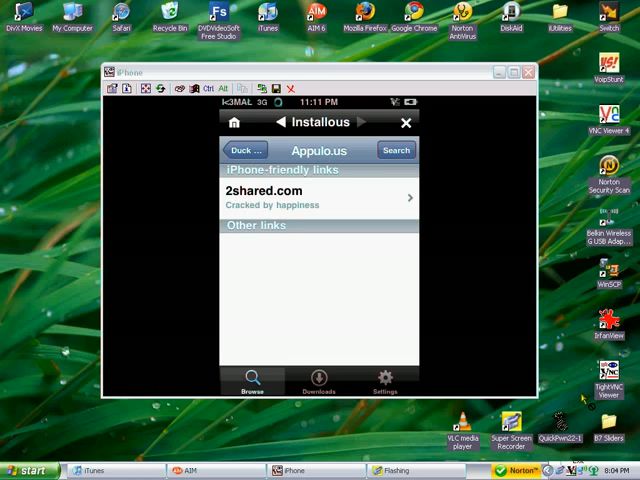 DivX Movies
My Computer
Safari
Recycle Bin
DVDVideoSoft
Free Studio
iTunes
AIM 6
Mozilla Firefox
Google Chrome
Norton
AntiVirus
DiskAid
iUtilities
Switch
VoipStunt
VNC Viewer 4
Norton
Security Scan
Belkin Wireless
G USB Adap...
WinSCP
IrfanView
TightVNC
Viewer
iPhone
Ctrl Alt
3G 11:11 PM
Installous
Duck ...
Appulo.us
Search
iPhone-friendly links
2shared.com
Cracked by happiness
Other links
Browse
Downloads
Settings
VLC media
player
Super Screen
Recorder
QuickPwn22-1
B7 Sliders
start
iTunes
AIM
iPhone
Flashing
Norton™
8:04 PM